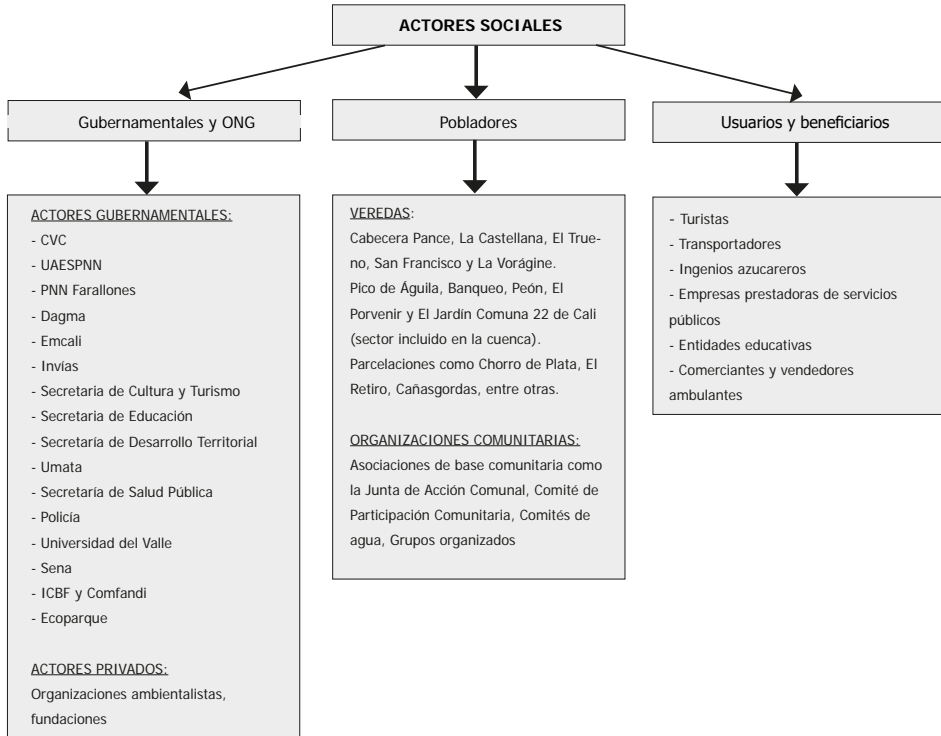 ACTORES SOCIALES
Gubernamentales y ONG
Pobladores
Usuarios y beneficiarios
ACTORES GUBERNAMENTALES:
- CVC
- UAESPNN
- PNN Farallones
- Dagma
- Emcali
- Invías
- Secretaria de Cultura y Turismo
- Secretaria de Educación
- Secretaría de Desarrollo Territorial
- Umata
- Secretaría de Salud Pública
- Policía
- Universidad del Valle
- Sena
- ICBF y Comfandi
- Ecoparque
ACTORES PRIVADOS:
Organizaciones ambientalistas,
fundaciones
VEREDAS:
Cabecera Pance, La Castellana, El True-
no, San Francisco y La Vorágine.
Pico de Águila, Banqueo, Peón, El
Porvenir y El Jardín Comuna 22 de Cali
(sector incluido en la cuenca).
Parcelaciones como Chorro de Plata, El
Retiro, Cañasgordas, entre otras.
ORGANIZACIONES COMUNITARIAS:
Asociaciones de base comunitaria como
la Junta de Acción Comunal, Comité de
Participación Comunitaria, Comités de
agua, Grupos organizados
- Turistas
- Transportadores
- Ingenios azucareros
- Empresas prestadoras de servicios
públicos
- Entidades educativas
- Comerciantes y vendedores
ambulantes